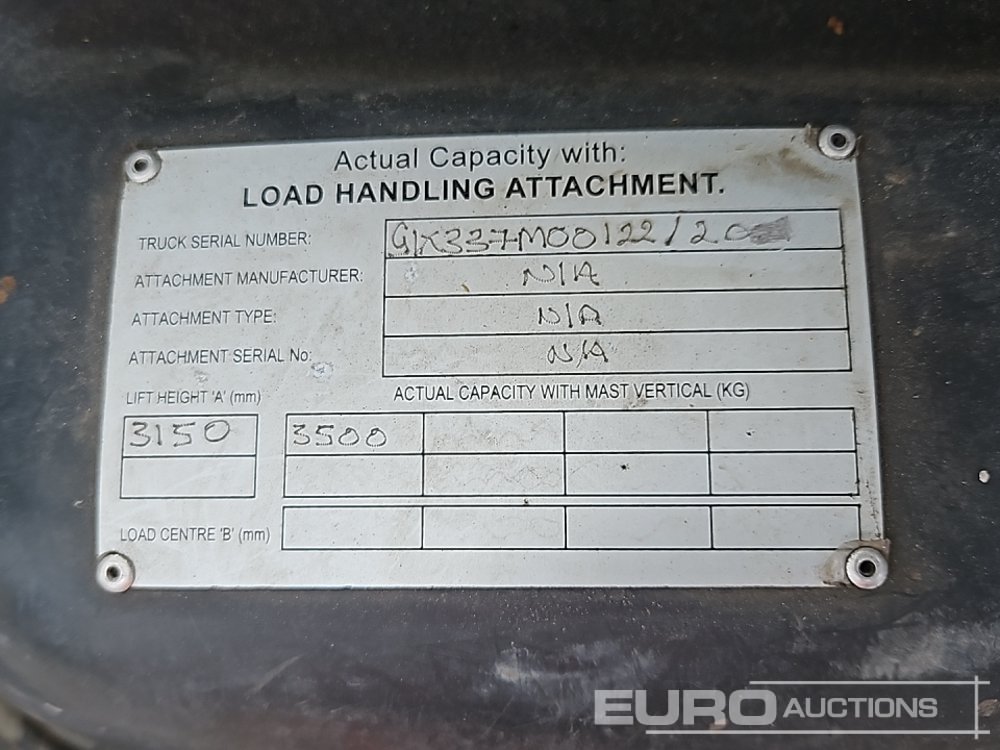 Actual Capacity with:
LOAD HANDLING ATTACHMENT.
TRUCK SERIAL NUMBER: G1X337M00122/20
ATTACHMENT MANUFACTURER: N/A
ATTACHMENT TYPE: N/A
ATTACHMENT SERIAL No: N/A
LIFT HEIGHT 'A' (mm) ACTUAL CAPACITY WITH MAST VERTICAL (KG)
3150 3500
LOAD CENTRE 'B' (mm)
EURO AUCTIONS